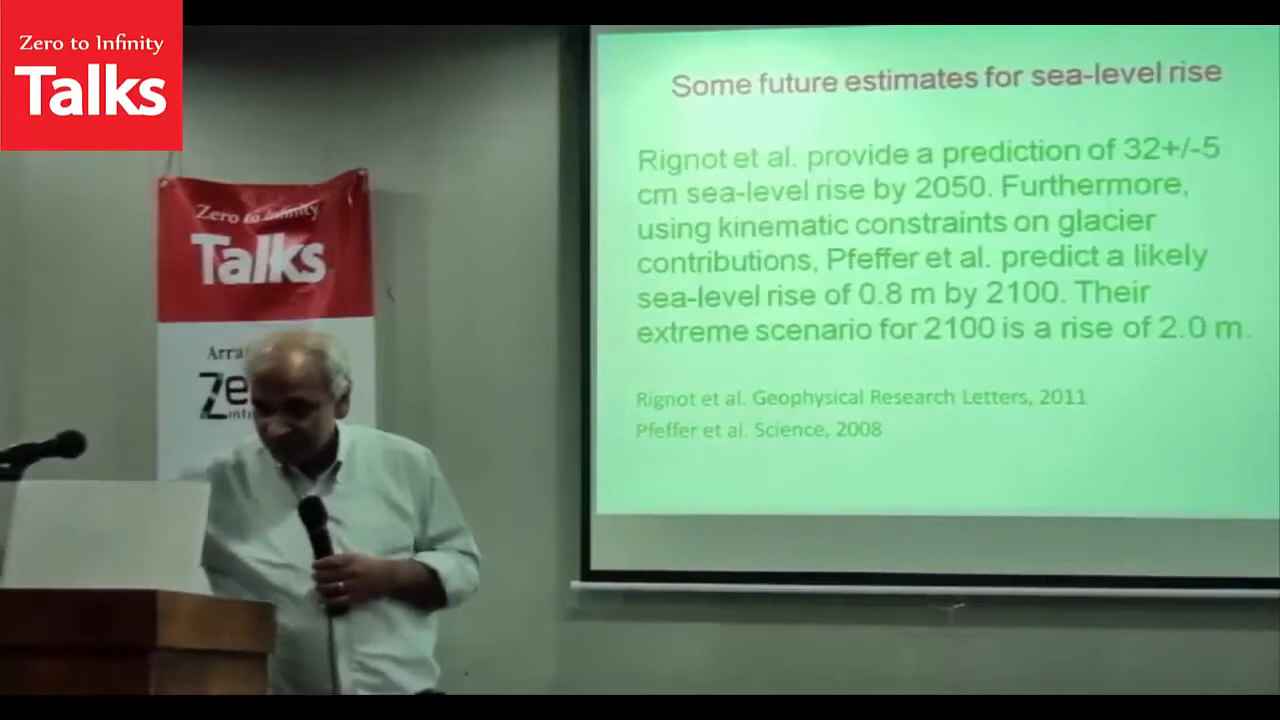 Zero to Infinity
Talks
Zero to Infinity
Talks
Some future estimates for sea-level rise
Rignot et al. provide a prediction of 32+/-5
cm sea-level rise by 2050. Furthermore,
using kinematic constraints on glacier
contributions, Pfeffer et al. predict a likely
sea-level rise of 0.8 m by 2100. Their
extreme scenario for 2100 is a rise of 2.0 m.
Rignot et al. Geophysical Research Letters, 2011
Pfeffer et al. Science, 2008